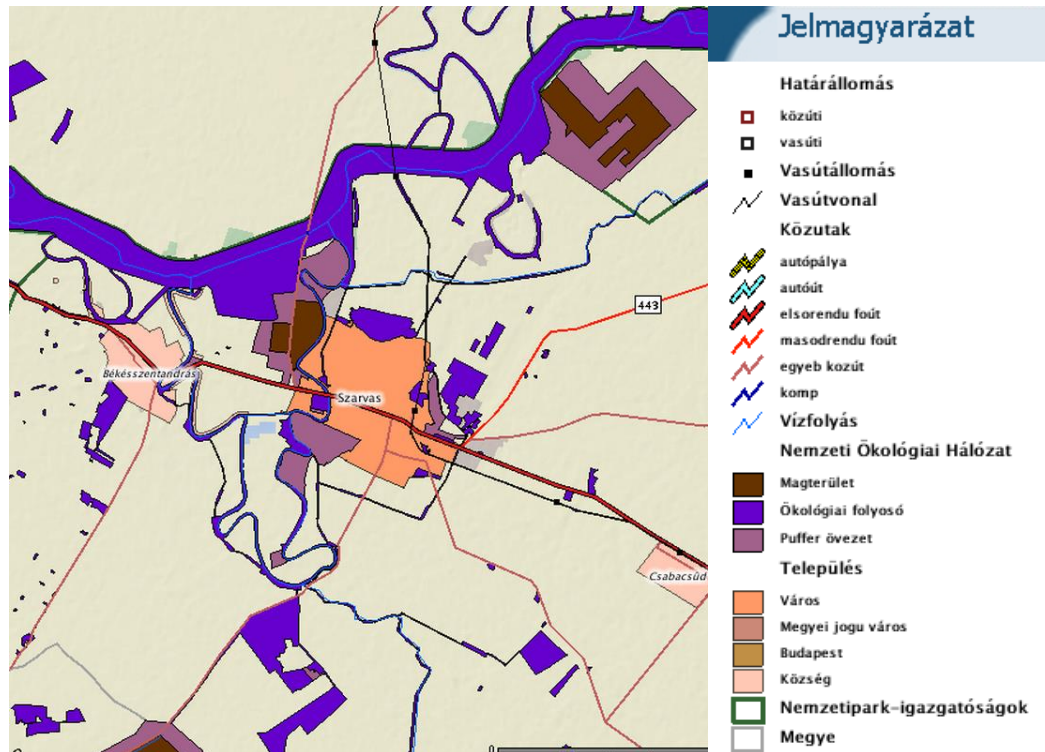 Jelmagyarázat
Határállomás
közúti
vasúti
Vasútállomás
Vasútvonal
Közutak
autópálya
autóút
elsorendu foút
masodrendu foút
egyeb kozút
komp
Vízfolyás
Nemzeti Ökológiai Hálózat
Magterület
Ökológiai folyosó
Puffer övezet
Település
Város
Megyei jogu város
Budapest
Község
Nemzetipark-igazgatóságok
Megye
443
Békésszentandrás
Szarvas
Csabacsűd
0